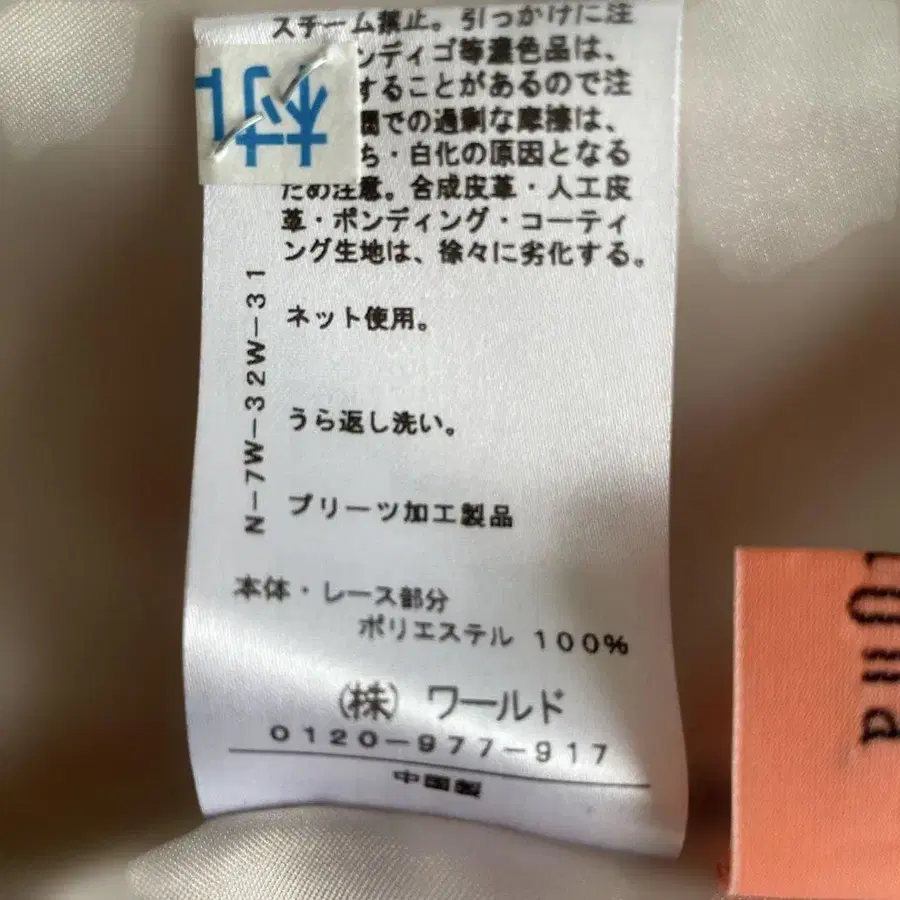 スチーム禁止。引っかけに注
ンディゴ等濃色品は、
することがあるので注
での過剰な摩擦は、
ち・白化の原因となる
ため注意。合成皮革・人工皮
革・ボンディング・コーティ
ング生地は、徐々に劣化する。
N-7W-32W-31
ネット使用。
うら返し洗い。
プリーツ加工製品
本体・レース部分
ポリエステル 100%
(株) ワールド
0120-977-917
中国製